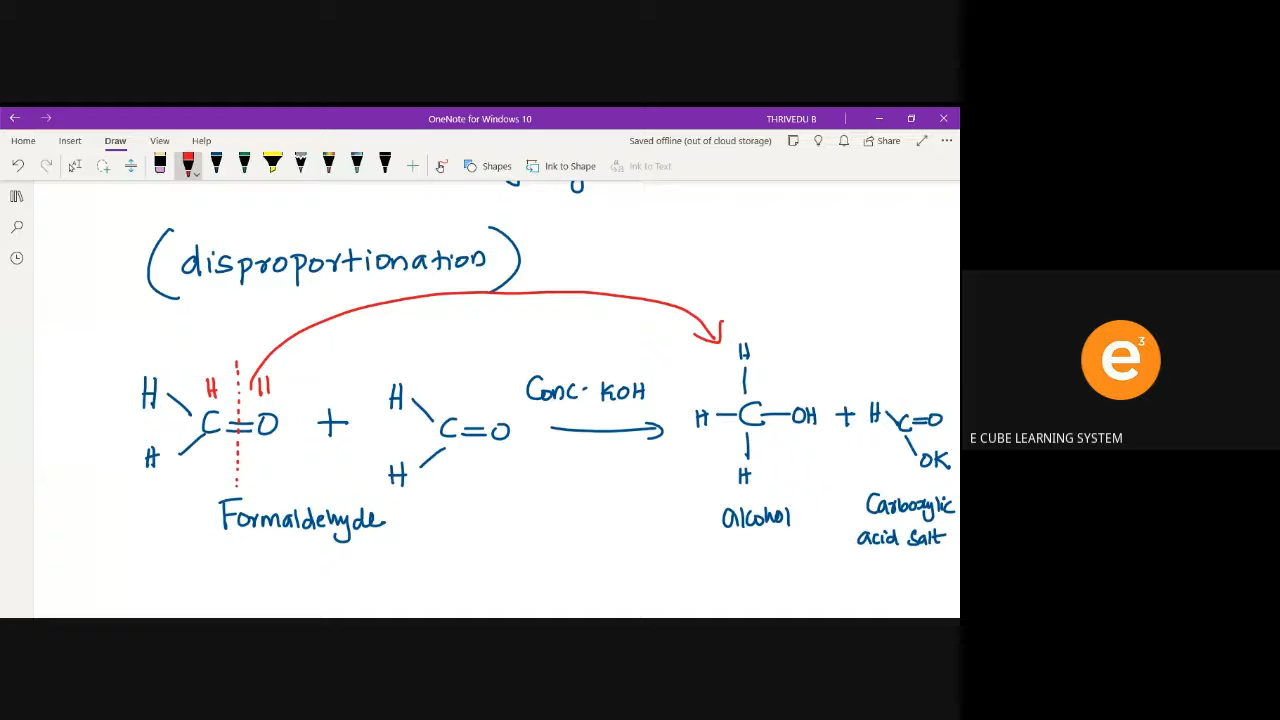 OneNote for Windows 10
THRIVEDU B
Home Insert Draw View Help
Saved offline (out of cloud storage)
Share
Shapes
Ink to Shape
Ink to Text
(disproportionation)
H H H
C=O
H
+
H
C=O
H
Conc. KOH
H
H-C-OH
H
+
H C=O
OK
Formaldehyde
alcohol
Carboxylic
acid salt
e3
E CUBE LEARNING SYSTEM